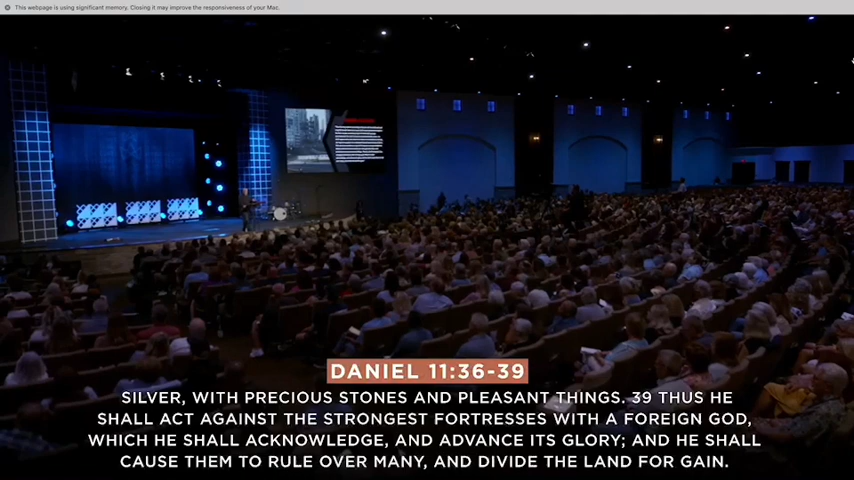 This webpage is using significant memory. Closing it may improve the responsiveness of your Mac.
DANIEL 11:36-39
SILVER, WITH PRECIOUS STONES AND PLEASANT THINGS. 39 THUS HE
SHALL ACT AGAINST THE STRONGEST FORTRESSES WITH A FOREIGN GOD,
WHICH HE SHALL ACKNOWLEDGE, AND ADVANCE ITS GLORY; AND HE SHALL
CAUSE THEM TO RULE OVER MANY, AND DIVIDE THE LAND FOR GAIN.